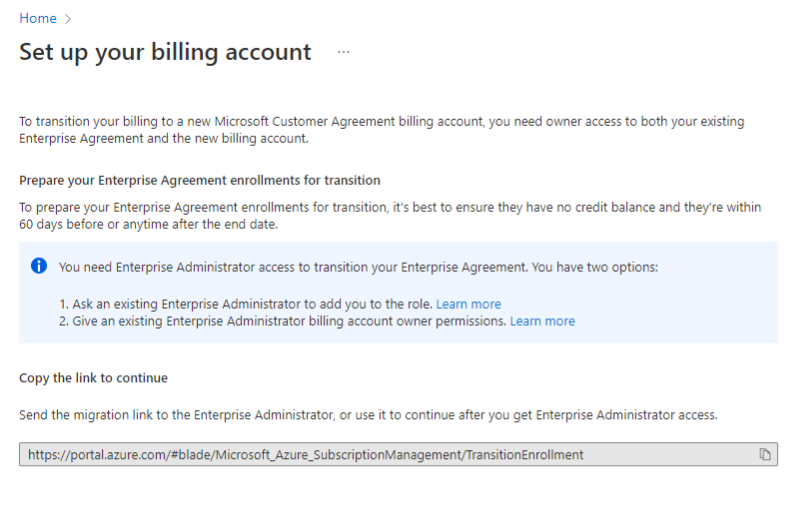 Home >
Set up your billing account ...
To transition your billing to a new Microsoft Customer Agreement billing account, you need owner access to both your existing
Enterprise Agreement and the new billing account.
Prepare your Enterprise Agreement enrollments for transition
To prepare your Enterprise Agreement enrollments for transition, it's best to ensure they have no credit balance and they're within
60 days before or anytime after the end date.
You need Enterprise Administrator access to transition your Enterprise Agreement. You have two options:
1. Ask an existing Enterprise Administrator to add you to the role. Learn more
2. Give an existing Enterprise Administrator billing account owner permissions. Learn more
Copy the link to continue
Send the migration link to the Enterprise Administrator, or use it to continue after you get Enterprise Administrator access.
https://portal.azure.com/#blade/Microsoft_Azure_SubscriptionManagement/TransitionEnrollment